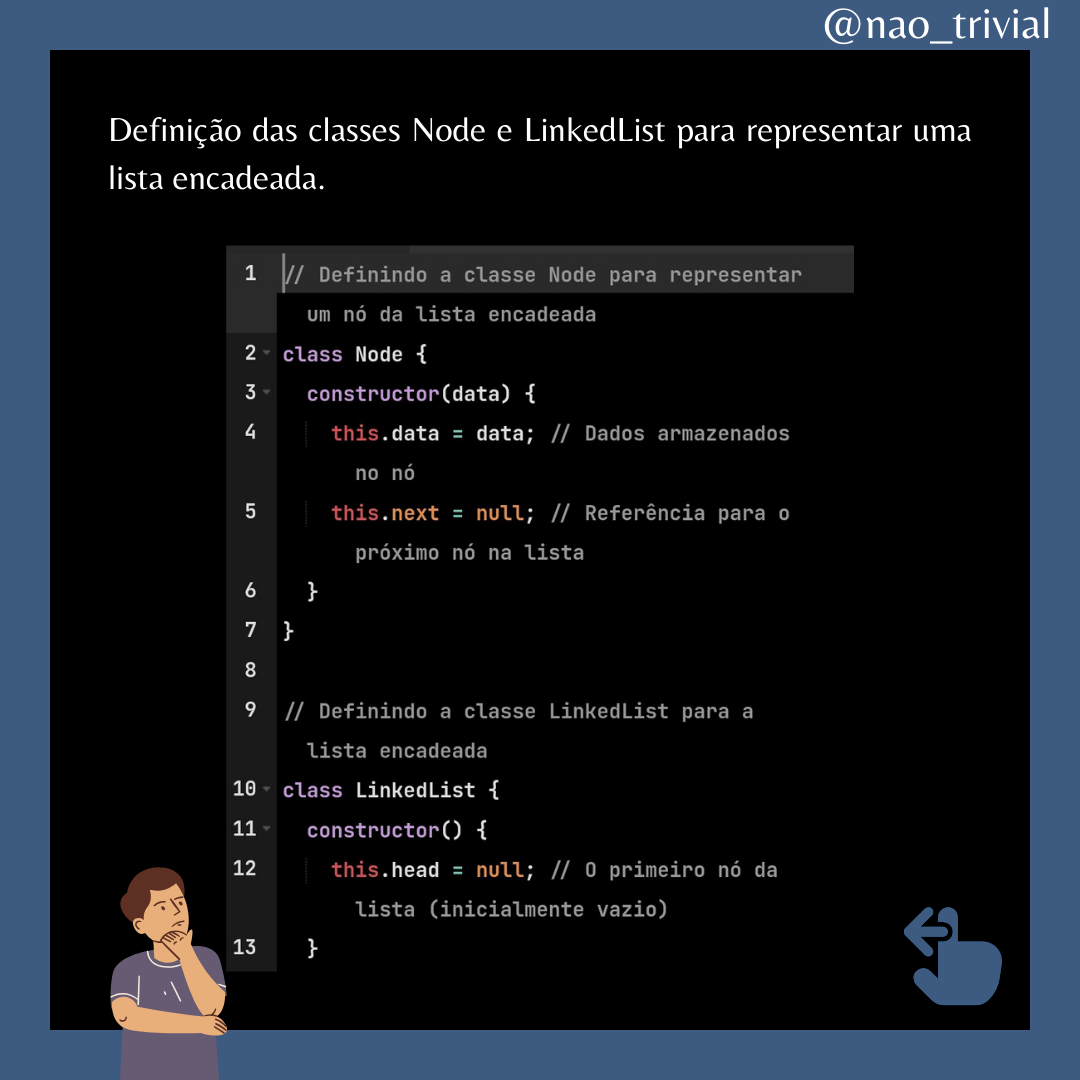 @nao_trivial
Definição das classes Node e LinkedList para representar uma
lista encadeada.
1 // Definindo a classe Node para representar
um nó da lista encadeada
2 class Node {
3 constructor(data) {
4 this.data = data; // Dados armazenados
no nó
5 this.next = null; // Referência para o
próximo nó na lista
6 }
7 }
8
9 // Definindo a classe LinkedList para a
lista encadeada
10 class LinkedList {
11 constructor() {
12 this.head = null; // O primeiro nó da
lista (inicialmente vazio)
13 }